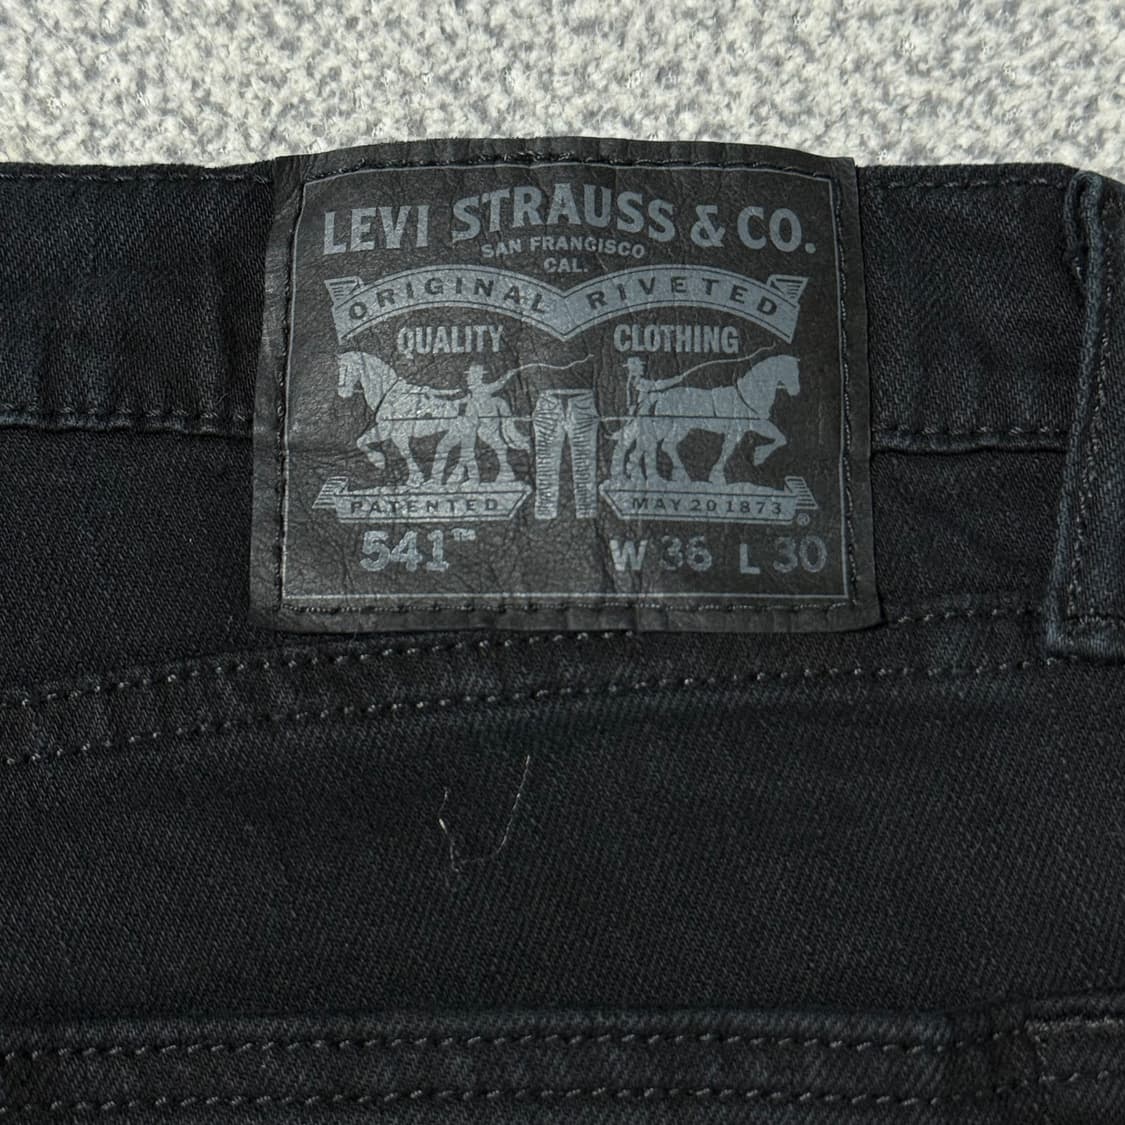 LEVI STRAUSS & CO.
SAN FRANCISCO
CAL.
ORIGINAL RIVETED
QUALITY CLOTHING
PATENTED MAY 20 1873 ®
541™ W 36 L 30